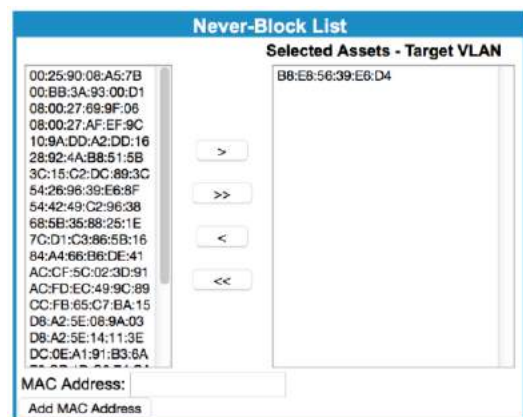 Never-Block List
Selected Assets - Target VLAN
00:25:90:08:A5:7B
00:BB:3A:93:00:D1
08:00:27:69:9F:06
08:00:27:AF:EF:9C
10:9A:DD:A2:DD:16
28:92:4A:B8:51:5B
3C:15:C2:DC:89:3C
54:26:96:39:E6:8F
54:42:49:C2:96:38
68:5B:35:88:25:1E
7C:D1:C3:86:5B:16
84:A4:66:B6:DE:41
AC:CF:5C:02:3D:91
AC:FD:EC:49:9C:89
CC:FB:65:C7:BA:15
D8:A2:5E:08:9A:03
D8:A2:5E:14:11:3E
DC:0E:A1:91:B3:6A
>
>>
<
<<
B8:E8:56:39:E6:D4
MAC Address:
Add MAC Address